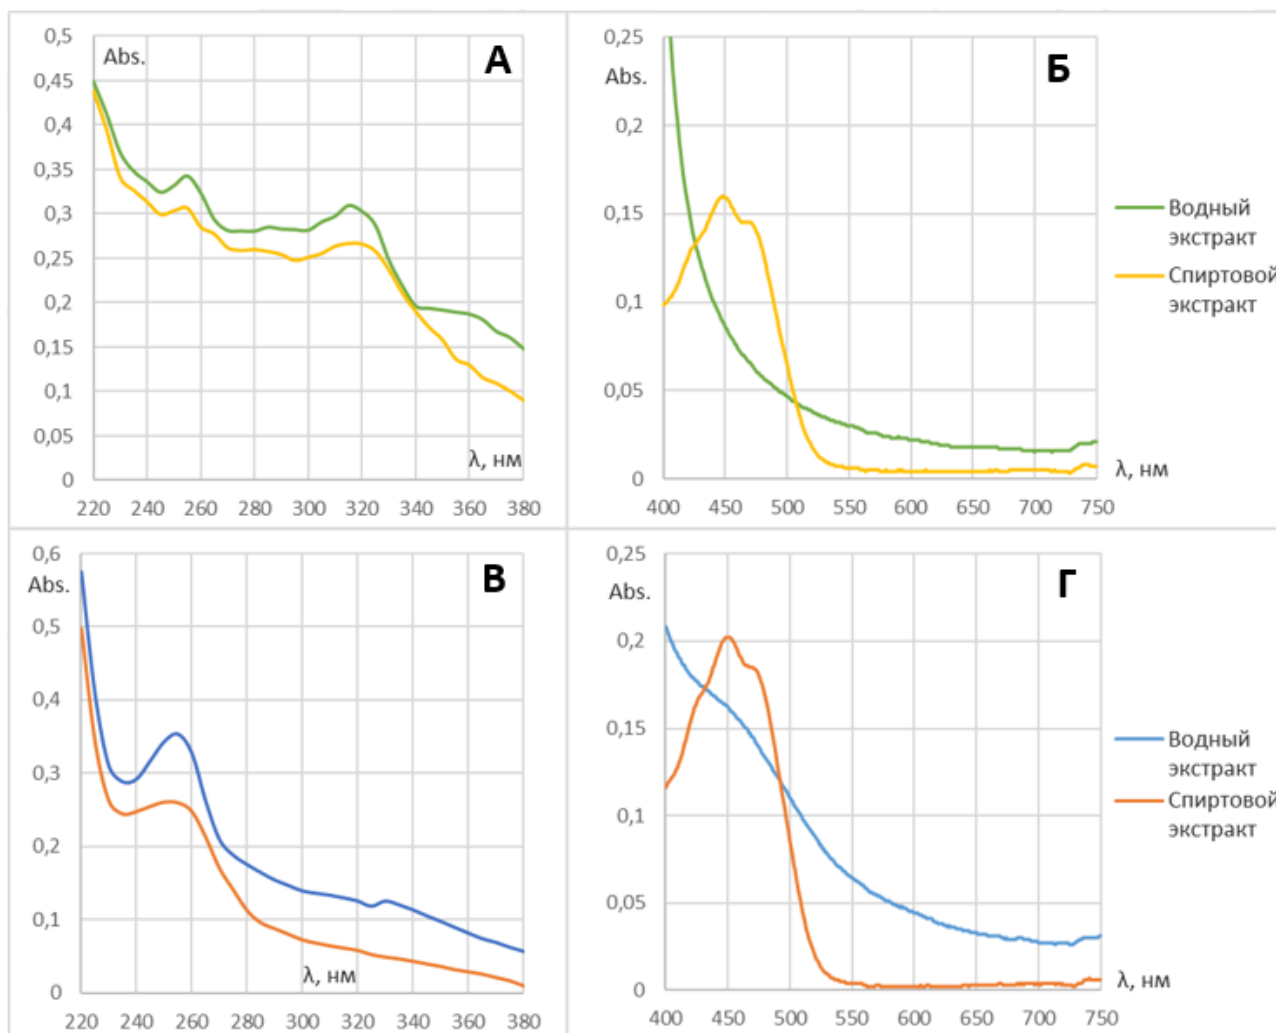 0,5
Abs.
А
0,45
0,4
0,35
0,3
0,25
0,2
0,15
0,1
0,05
λ, нм
0
220 240 260 280 300 320 340 360 380
0,25
Abs.
Б
0,2
0,15
0,1
0,05
0
λ, нм
400 450 500 550 600 650 700 750
Водный
экстракт
Спиртовой
экстракт
0,6
Abs.
В
0,5
0,4
0,3
0,2
0,1
λ, нм
0
220 240 260 280 300 320 340 360 380
0,25
Abs.
Г
0,2
0,15
0,1
0,05
0
λ, нм
400 450 500 550 600 650 700 750
Водный
экстракт
Спиртовой
экстракт